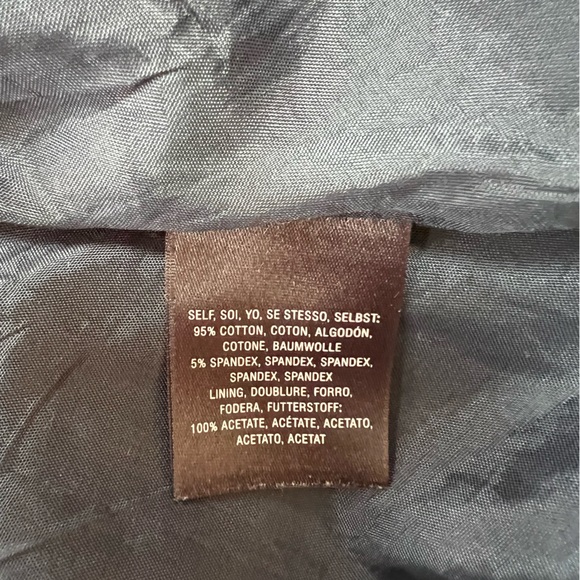 SELF, SOI, YO, SE STESSO, SELBST:
95% COTTON, COTON, ALGODÓN,
COTONE, BAUMWOLLE
5% SPANDEX, SPANDEX, SPANDEX,
SPANDEX, SPANDEX
LINING, DOUBLURE, FORRO,
FODERA, FUTTERSTOFF:
100% ACETATE, ACÉTATE, ACETATO,
ACETATO, ACETAT